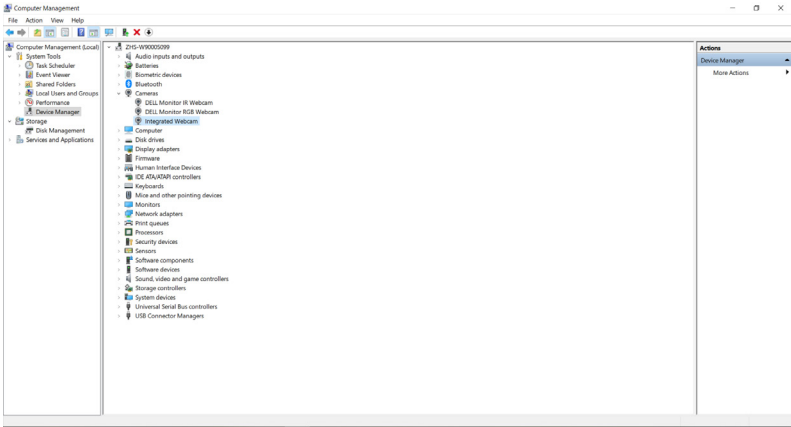 Computer Management
File Action View Help
Computer Management (Local)
System Tools
Task Scheduler
Event Viewer
Shared Folders
Local Users and Groups
Performance
Device Manager
Storage
Disk Management
Services and Applications
ZHS-W90005099
Audio inputs and outputs
Batteries
Biometric devices
Bluetooth
Cameras
DELL Monitor IR Webcam
DELL Monitor RGB Webcam
Integrated Webcam
Computer
Disk drives
Display adapters
Firmware
Human Interface Devices
IDE ATA/ATAPI controllers
Keyboards
Mice and other pointing devices
Monitors
Network adapters
Print queues
Processors
Security devices
Sensors
Software components
Software devices
Sound, video and game controllers
Storage controllers
System devices
Universal Serial Bus controllers
USB Connector Managers
Actions
Device Manager
More Actions